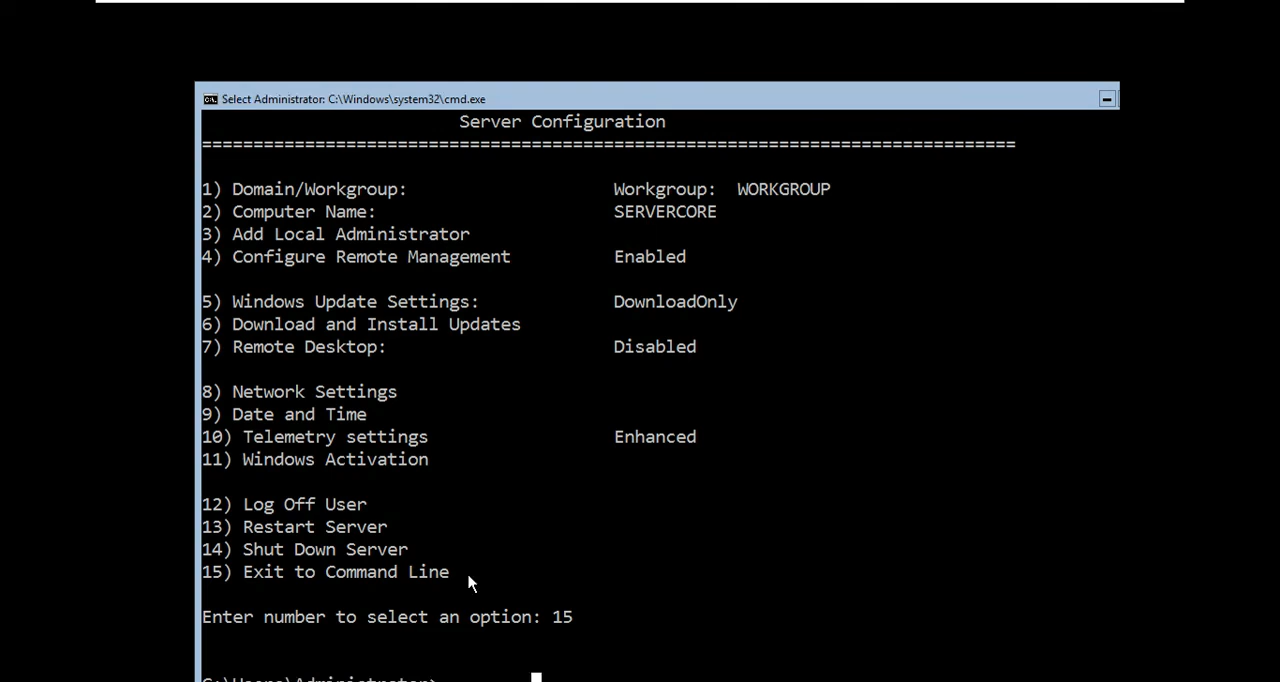 Select Administrator: C:\Windows\system32\cmd.exe
Server Configuration
===============================================================================
1) Domain/Workgroup: Workgroup: WORKGROUP
2) Computer Name: SERVERCORE
3) Add Local Administrator
4) Configure Remote Management Enabled
5) Windows Update Settings: DownloadOnly
6) Download and Install Updates
7) Remote Desktop: Disabled
8) Network Settings
9) Date and Time
10) Telemetry settings Enhanced
11) Windows Activation
12) Log Off User
13) Restart Server
14) Shut Down Server
15) Exit to Command Line
Enter number to select an option: 15
C:\Users\Administrator>